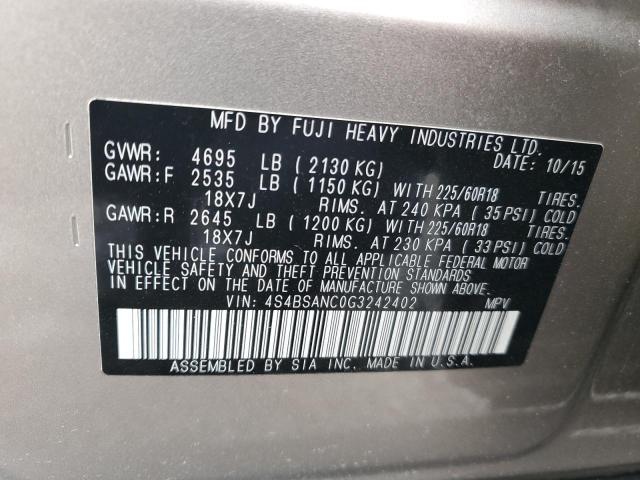 MFD BY FUJI HEAVY INDUSTRIES LTD.
GVWR: 4695 LB ( 2130 KG) DATE: 10/15
GAWR:F 2535 LB ( 1150 KG) WITH 225/60R18 TIRES.
18X7J RIMS. AT 240 KPA ( 35 PSI) COLD
GAWR:R 2645 LB ( 1200 KG) WITH 225/60R18 TIRES.
18X7J RIMS. AT 230 KPA ( 33 PSI) COLD
THIS VEHICLE CONFORMS TO ALL APPLICABLE FEDERAL MOTOR
VEHICLE SAFETY AND THEFT PREVENTION STANDARDS
IN EFFECT ON THE DATE OF MANUFACTURE SHOWN ABOVE.
VIN: 4S4BSANC0G3242402 MPV
ASSEMBLED BY SIA INC. MADE IN U.S.A.